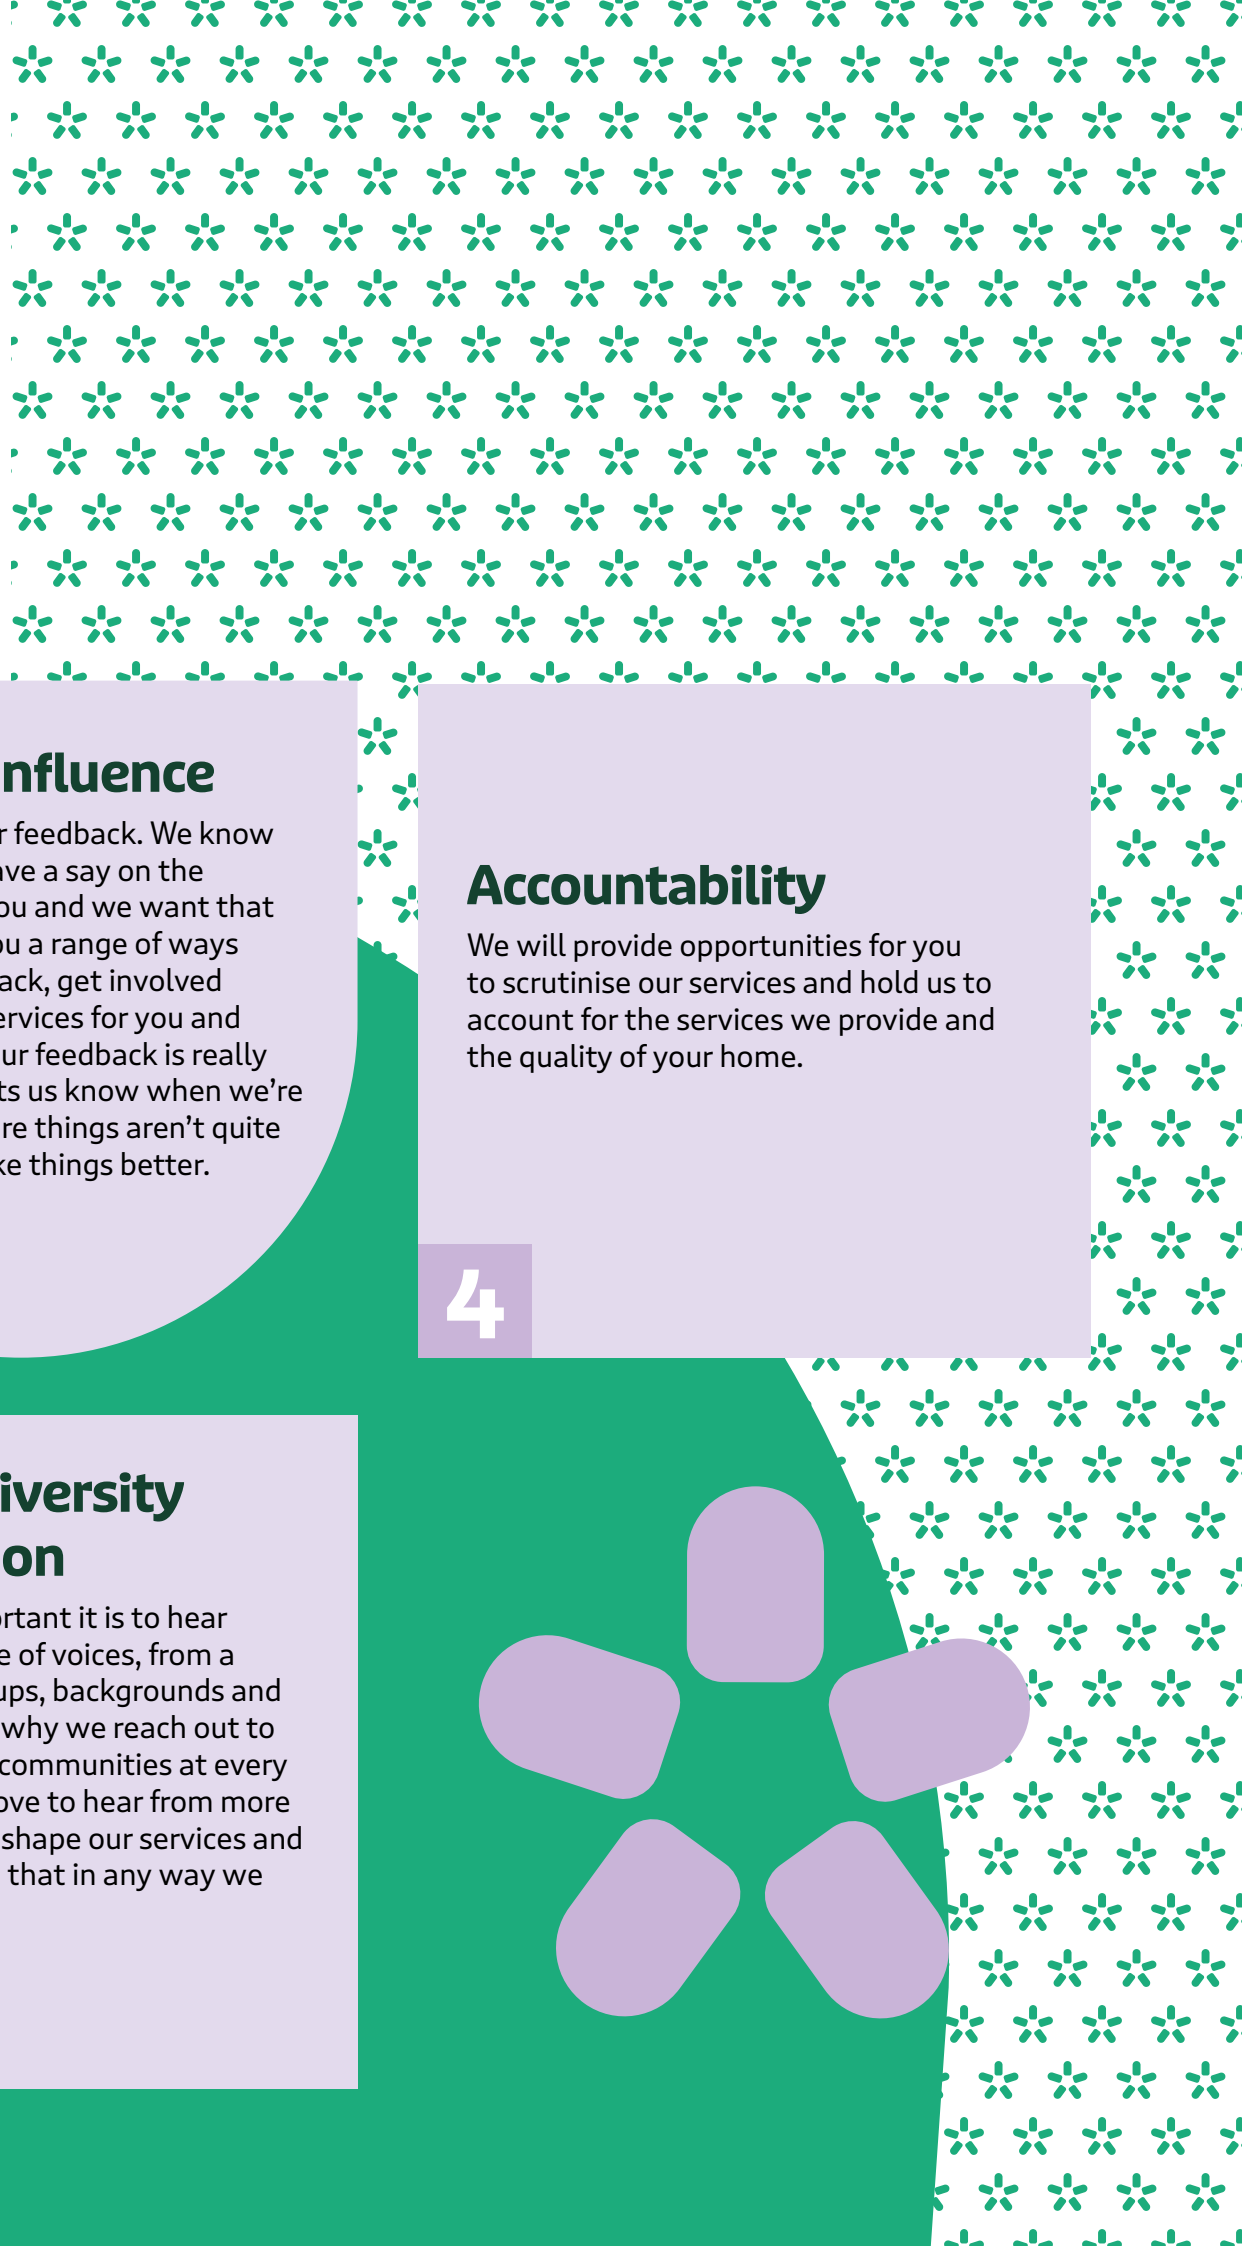 nfluence
r feedback. We know
ave a say on the
ou and we want that
ou a range of ways
ack, get involved
ervices for you and
ur feedback is really
ts us know when we’re
re things aren’t quite
ke things better.
Accountability
We will provide opportunities for you
to scrutinise our services and hold us to
account for the services we provide and
the quality of your home.
4
iversity
on
ortant it is to hear
e of voices, from a
ups, backgrounds and
why we reach out to
communities at every
ove to hear from more
shape our services and
that in any way we